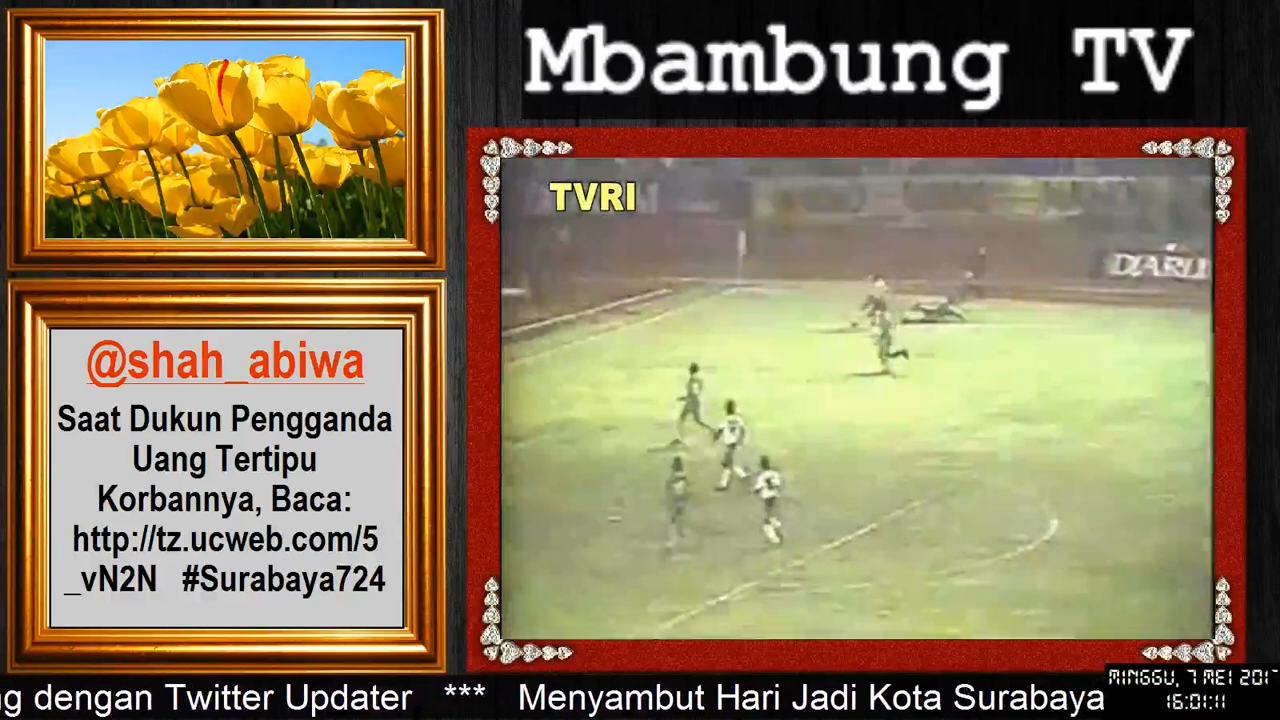 Mbambung TV
TVRI
DJARU
@shah_abiwa
Saat Dukun Pengganda
Uang Tertipu
Korbannya, Baca:
http://tz.ucweb.com/5
_vN2N #Surabaya724
g dengan Twitter Updater *** Menyambut Hari Jadi Kota Surabaya
MINGGU, 7 MEI 2017
16:01:11